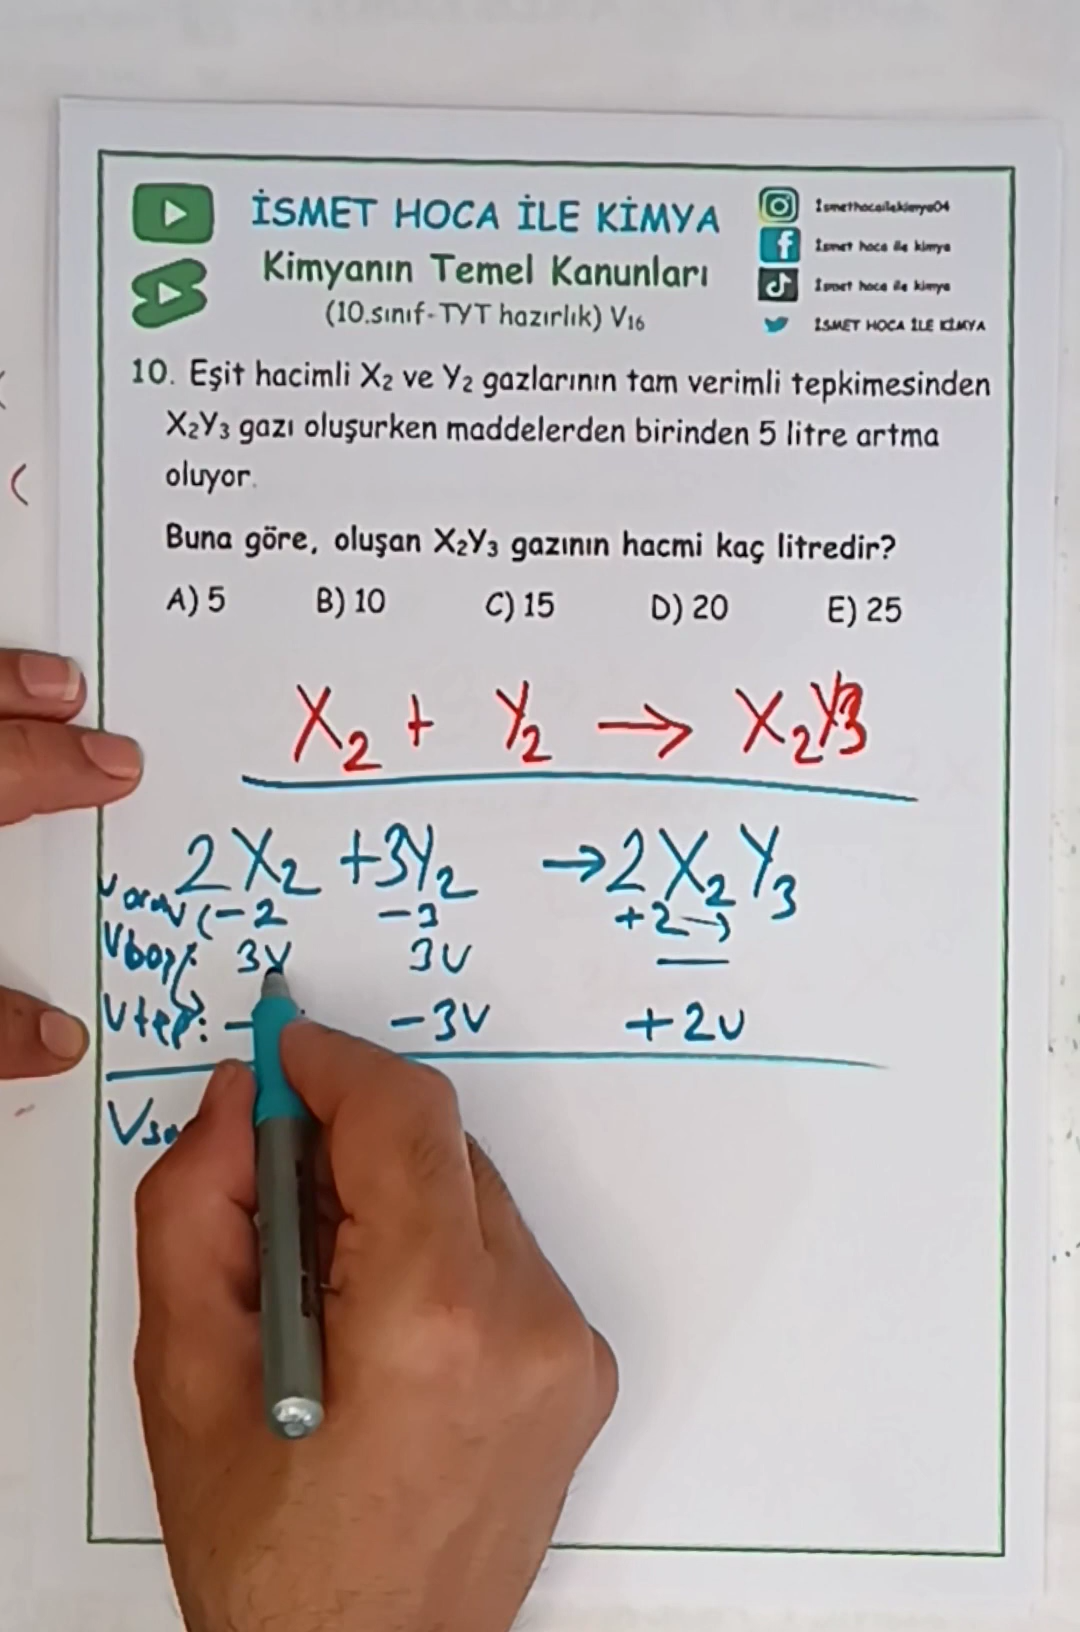 İSMET HOCA İLE KİMYA
Kimyanın Temel Kanunları
(10.sınıf-TYT hazırlık) V16
İsmethocailekimya04
İsmet hoca ile kimya
İsmet hoca ile kimya
İSMET HOCA İLE KİMYA
10. Eşit hacimli X₂ ve Y₂ gazlarının tam verimli tepkimesinden
X₂Y₃ gazı oluşurken maddelerden birinden 5 litre artma
oluyor.
Buna göre, oluşan X₂Y₃ gazının hacmi kaç litredir?
A) 5 B) 10 C) 15 D) 20 E) 25
X₂ + Y₂ → X₂Y₃
2X₂ +3Y₂ → 2X₂Y₃
-2 -3 +2
3V 3V —
Vtep: - -3V +2V